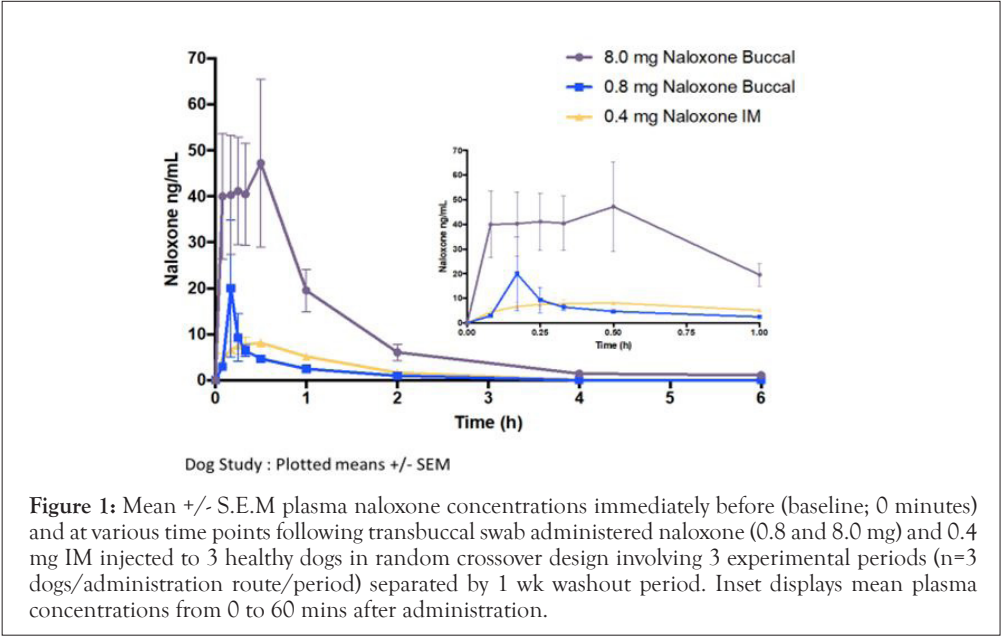 70
60
50
40
30
20
10
0
Naloxone ng/mL
0 1 2 3 4 5 6
Time (h)
8.0 mg Naloxone Buccal
0.8 mg Naloxone Buccal
0.4 mg Naloxone IM
70
60
50
40
30
20
10
0
Naloxone ng/mL
0.00 0.25 0.50 0.75 1.00
Time (h)
Dog Study : Plotted means +/- SEM
Figure 1: Mean +/- S.E.M plasma naloxone concentrations immediately before (baseline; 0 minutes)
and at various time points following transbuccal swab administered naloxone (0.8 and 8.0 mg) and 0.4
mg IM injected to 3 healthy dogs in random crossover design involving 3 experimental periods (n=3
dogs/administration route/period) separated by 1 wk washout period. Inset displays mean plasma
concentrations from 0 to 60 mins after administration.